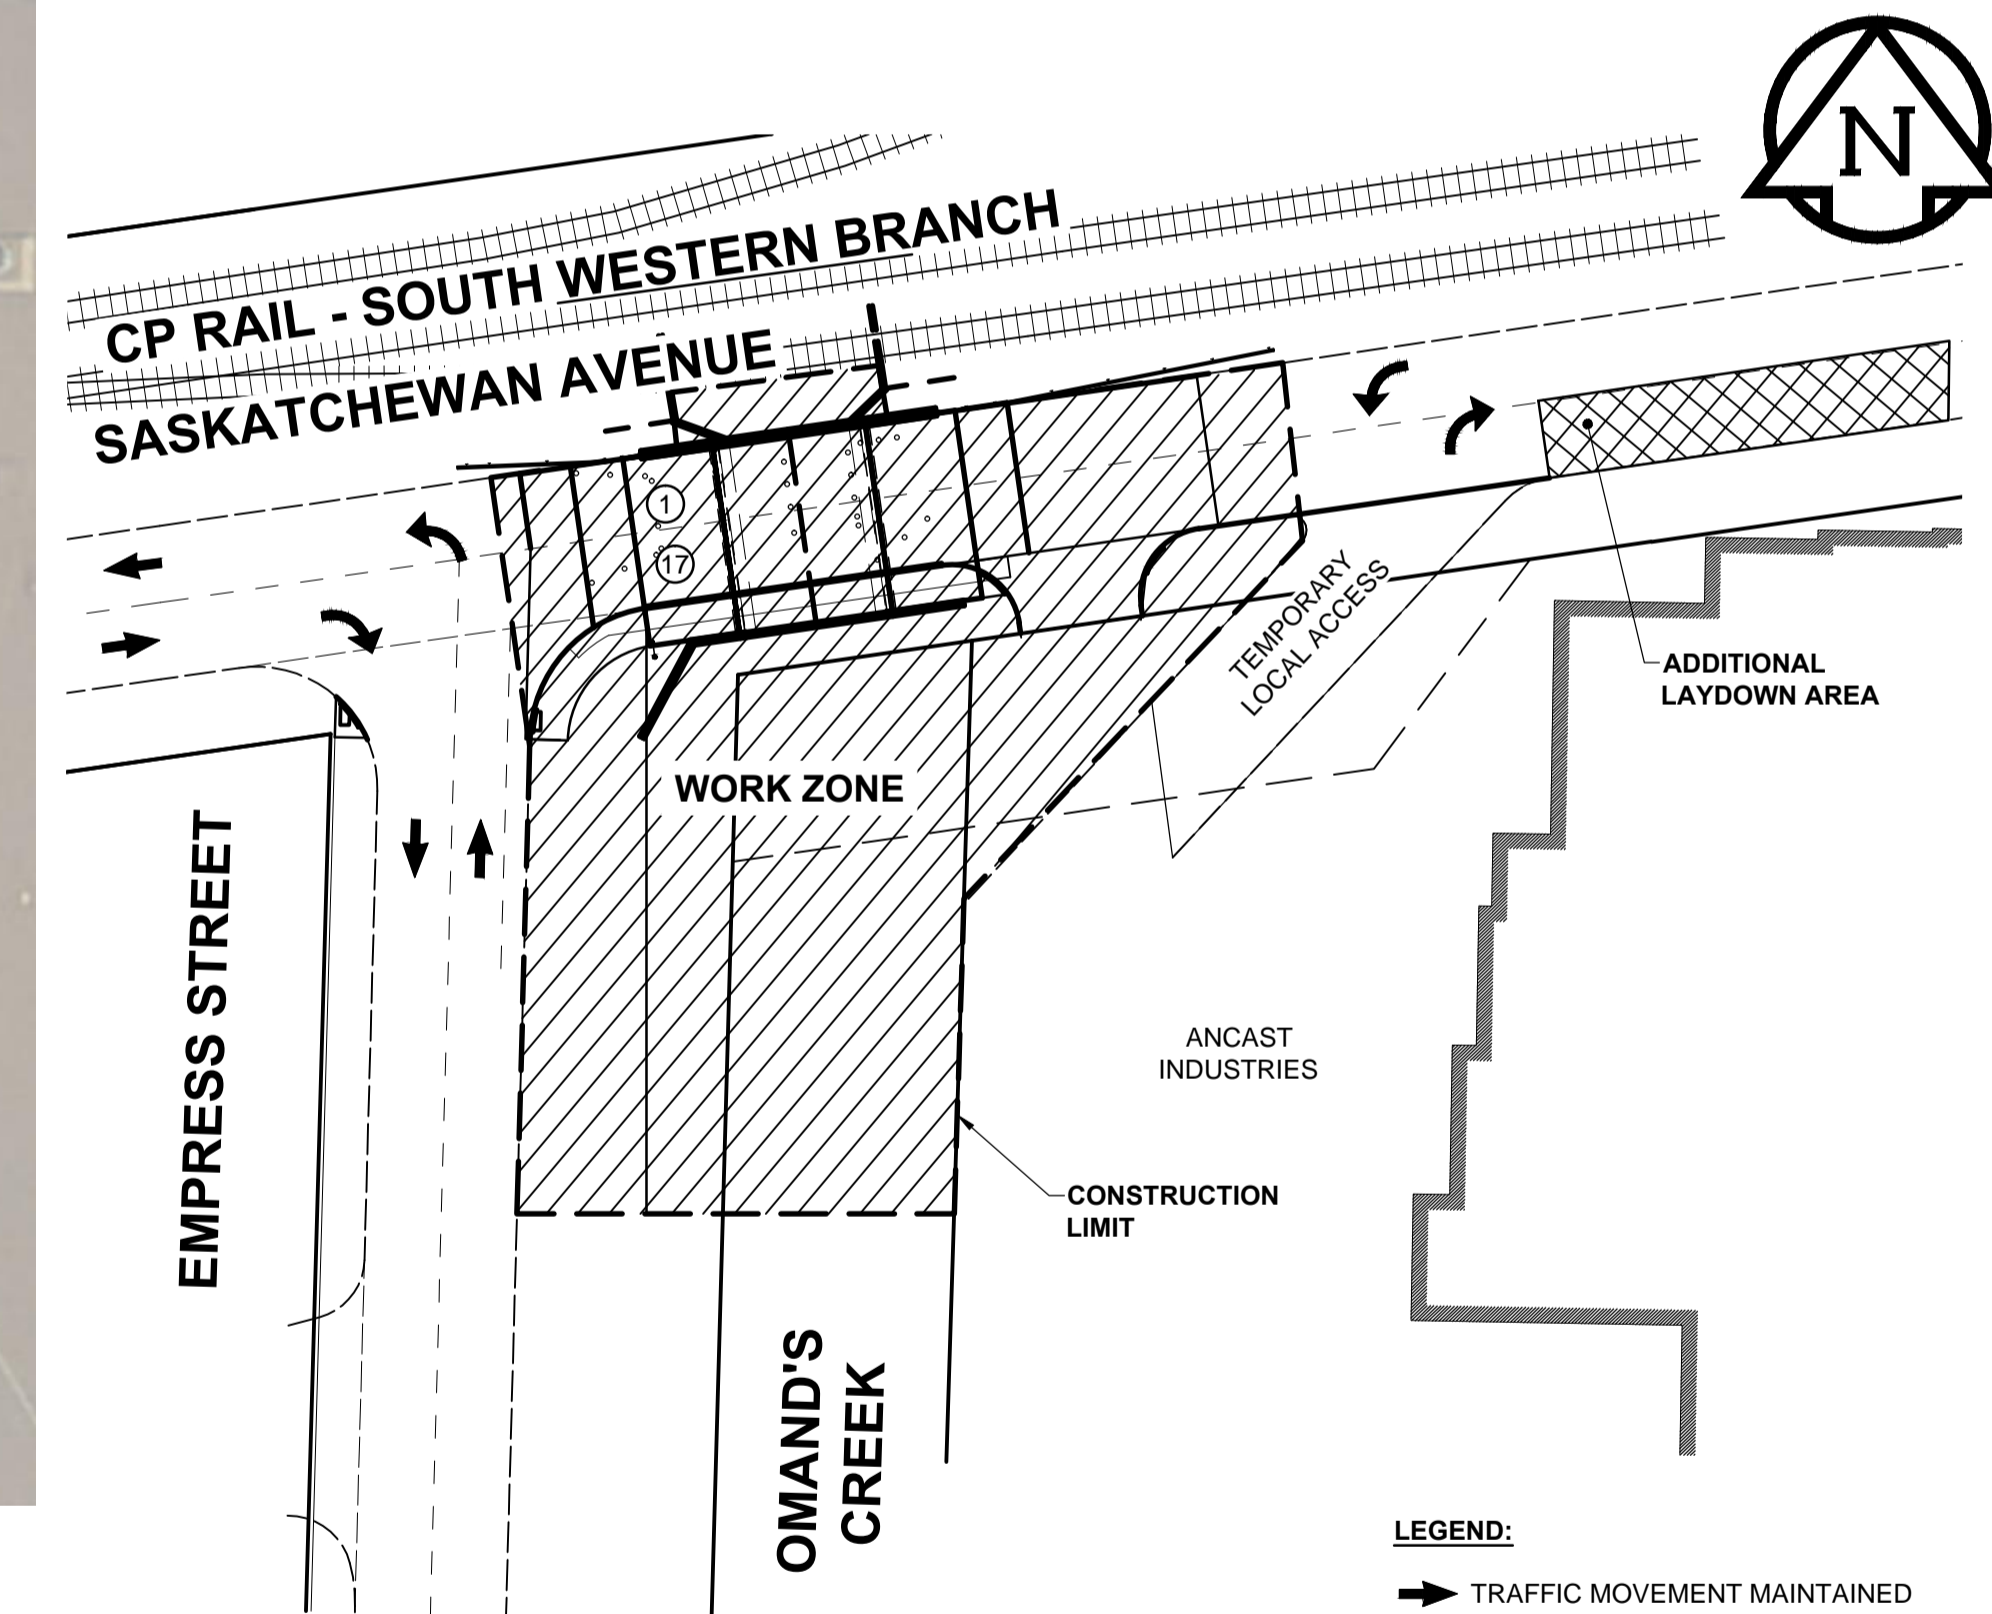 N
CP RAIL - SOUTH WESTERN BRANCH
SASKATCHEWAN AVENUE
1
17
TEMPORARY
LOCAL ACCESS
ADDITIONAL
LAYDOWN AREA
WORK ZONE
EMPRESS STREET
ANCAST
INDUSTRIES
CONSTRUCTION
LIMIT
OMAND'S
CREEK
LEGEND:
TRAFFIC MOVEMENT MAINTAINED